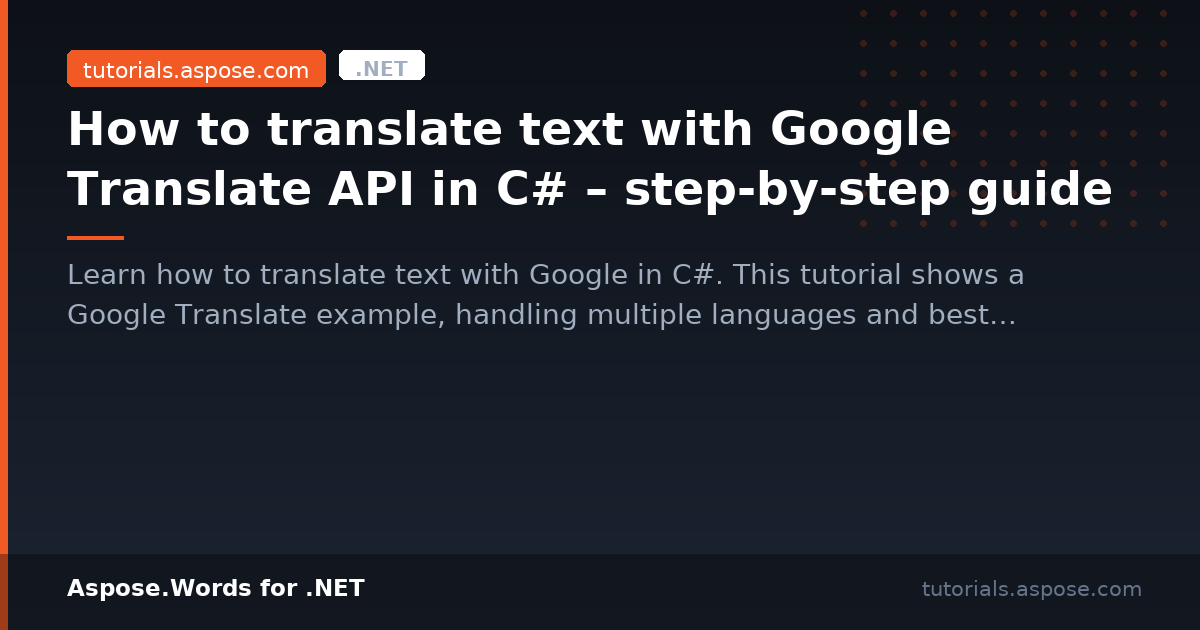 tutorials.aspose.com .NET
How to translate text with Google
Translate API in C# – step-by-step guide
Learn how to translate text with Google in C#. This tutorial shows a
Google Translate example, handling multiple languages and best…
Aspose.Words for .NET
tutorials.aspose.com